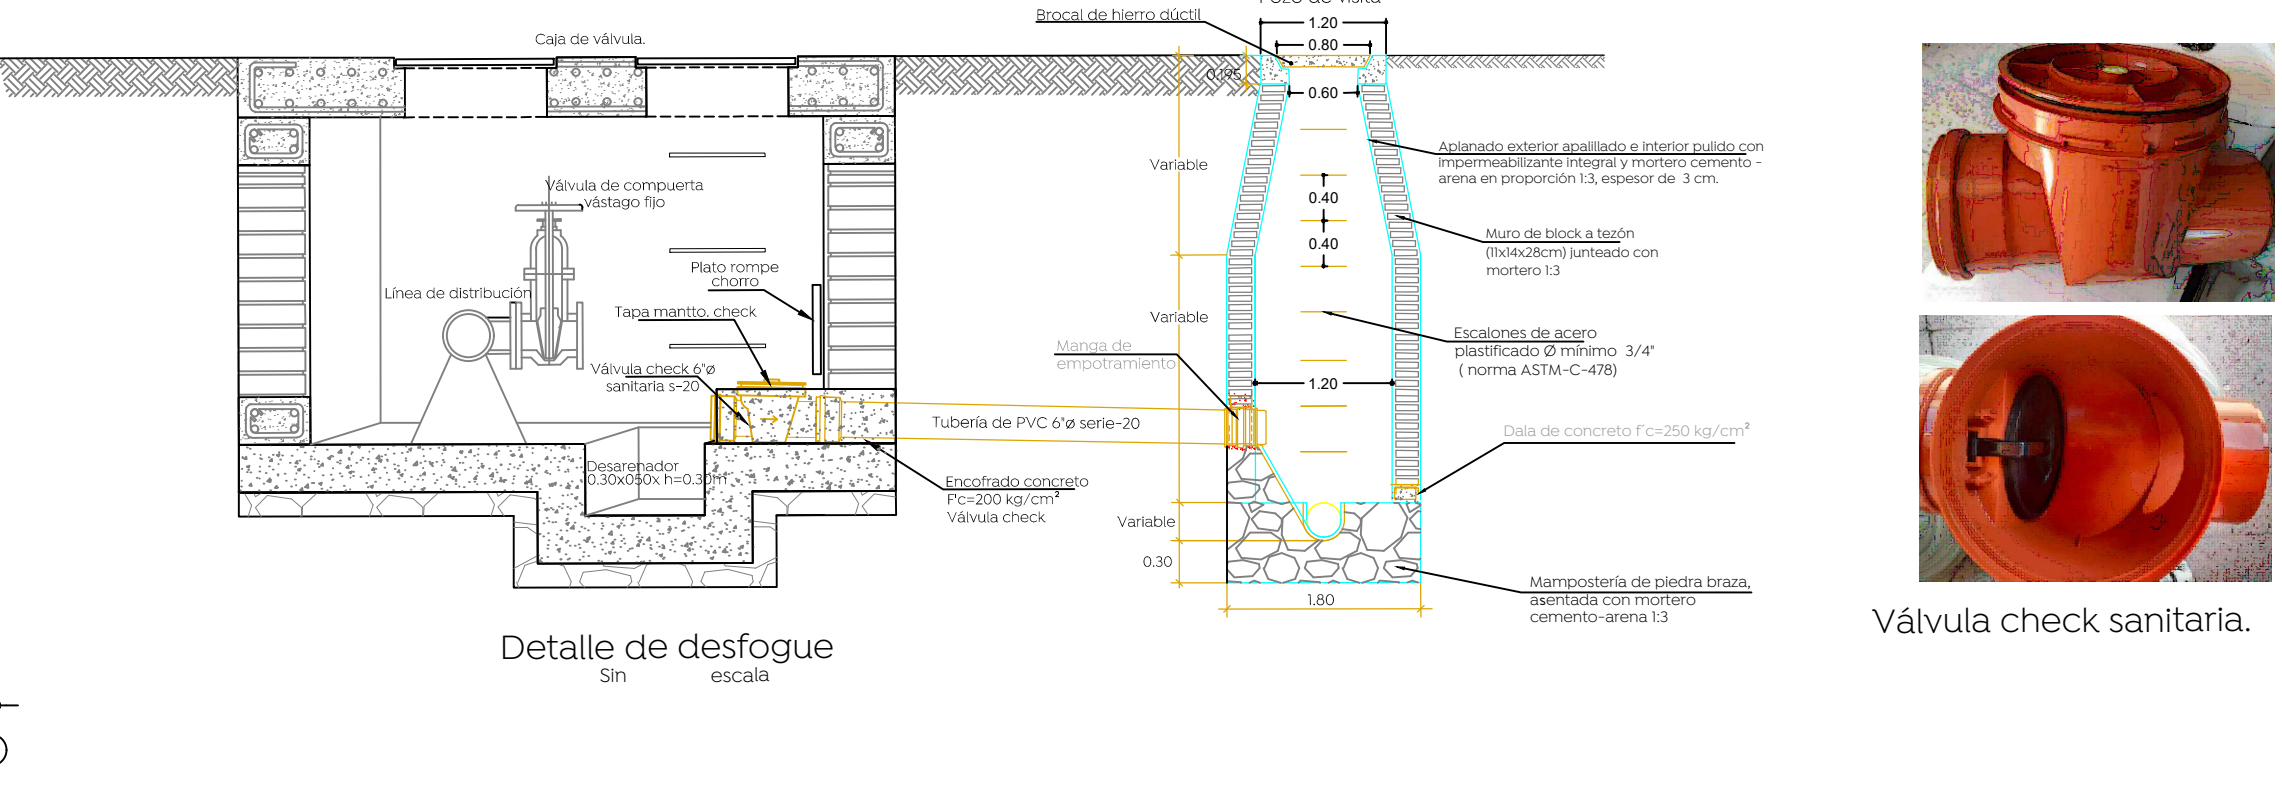 Pozo de visita
Brocal de hierro dúctil
1.20
Caja de válvula.
0.80
0.195
0.60
Aplanado exterior apalillado e interior pulido con
impermeabilizante integral y mortero cemento -
arena en proporción 1:3, espesor de 3 cm.
Variable
Válvula de compuerta
vástago fijo
0.40
Muro de block a tezón
(11x14x28cm) junteado con
mortero 1:3
0.40
Plato rompe
chorro
Línea de distribución
Tapa mantto. check
Variable
Escalones de acero
plastificado Ø mínimo 3/4"
( norma ASTM-C-478)
Manga de
empotramiento
Válvula check 6"ø
sanitaria s-20
1.20
Tubería de PVC 6"ø serie-20
Dala de concreto f´c=250 kg/cm²
Desarenador
0.30x050x h=0.30m
Encofrado concreto
F'c=200 kg/cm²
Válvula check
Variable
0.30
Mampostería de piedra braza,
asentada con mortero
cemento-arena 1:3
1.80
Válvula check sanitaria.
Detalle de desfogue
Sin escala